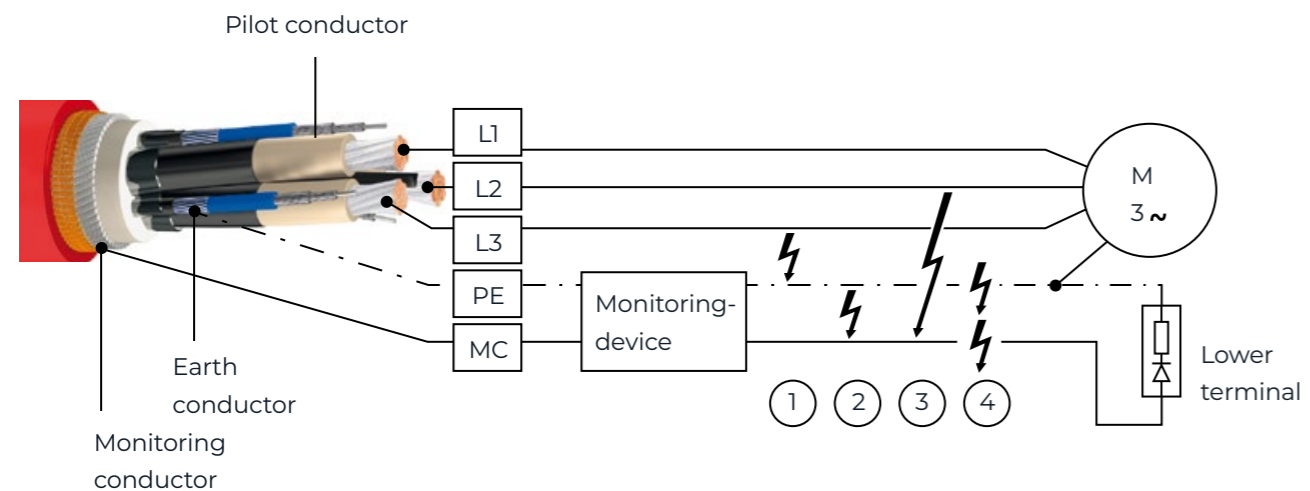 Pilot conductor
L1
L2
L3
PE
MC
Monitoring-
device
M
3~
1
2
3
4
Lower
terminal
Earth
conductor
Monitoring
conductor